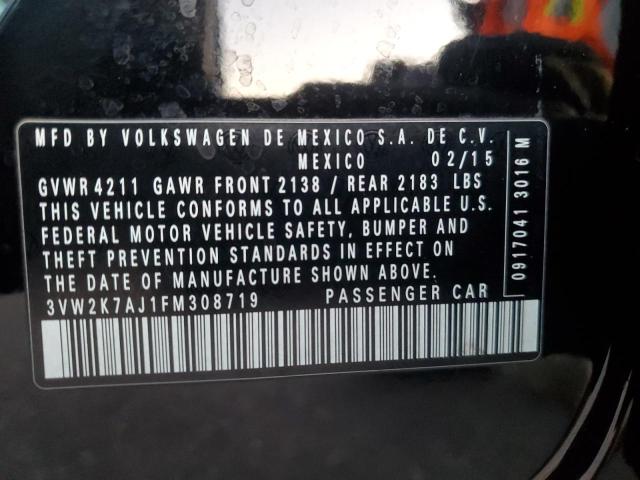 MFD BY VOLKSWAGEN DE MEXICO S.A. DE C.V.
MEXICO 02/15
GVWR 4211 GAWR FRONT 2138 / REAR 2183 LBS
THIS VEHICLE CONFORMS TO ALL APPLICABLE U.S.
FEDERAL MOTOR VEHICLE SAFETY, BUMPER AND
THEFT PREVENTION STANDARDS IN EFFECT ON
THE DATE OF MANUFACTURE SHOWN ABOVE.
3VW2K7AJ1FM308719 PASSENGER CAR
0917041 3016 M